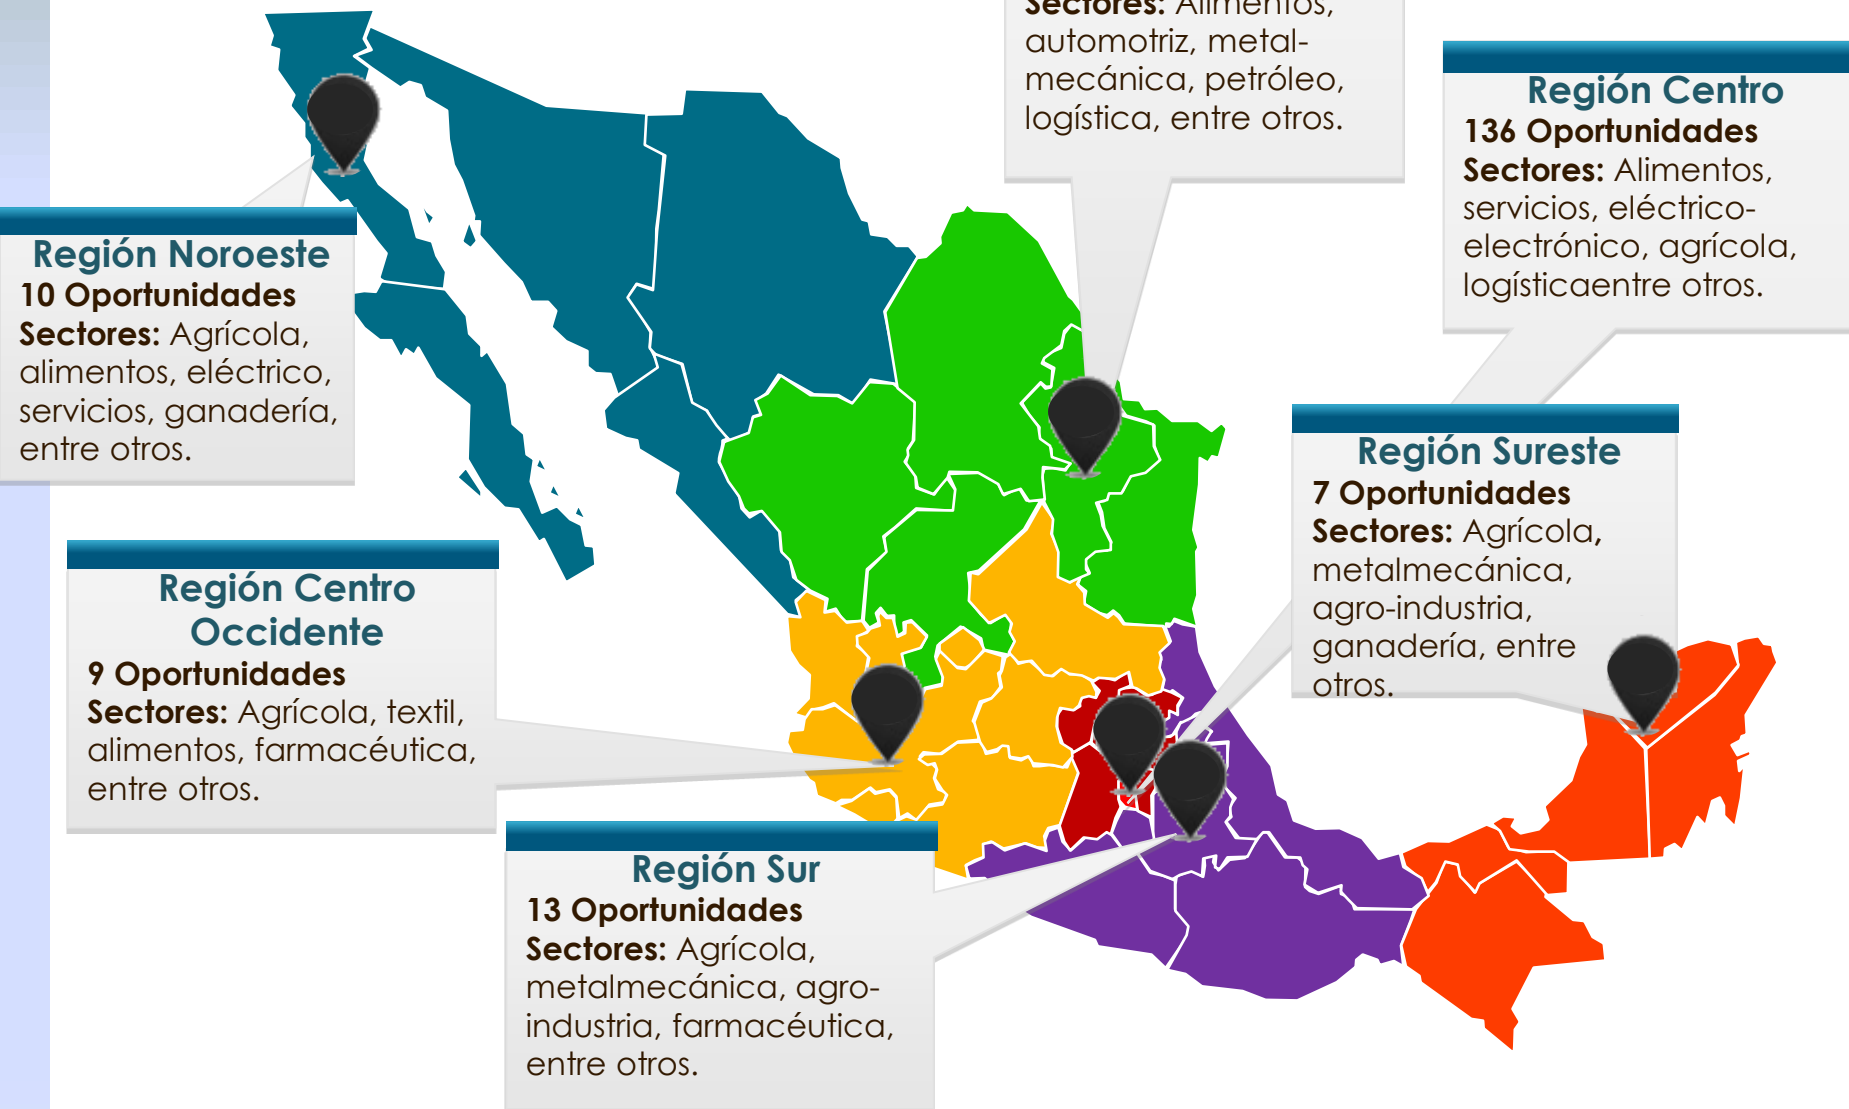 Sectores: Alimentos,
automotriz, metal-
mecánica, petróleo,
logística, entre otros.
Región Centro
136 Oportunidades
Sectores: Alimentos,
servicios, eléctrico-
electrónico, agrícola,
logísticaentre otros.
Región Noroeste
10 Oportunidades
Sectores: Agrícola,
alimentos, eléctrico,
servicios, ganadería,
entre otros.
Región Sureste
7 Oportunidades
Sectores: Agrícola,
metalmecánica,
agro-industria,
ganadería, entre
otros.
Región Centro
Occidente
9 Oportunidades
Sectores: Agrícola, textil,
alimentos, farmacéutica,
entre otros.
Región Sur
13 Oportunidades
Sectores: Agrícola,
metalmecánica, agro-
industria, farmacéutica,
entre otros.